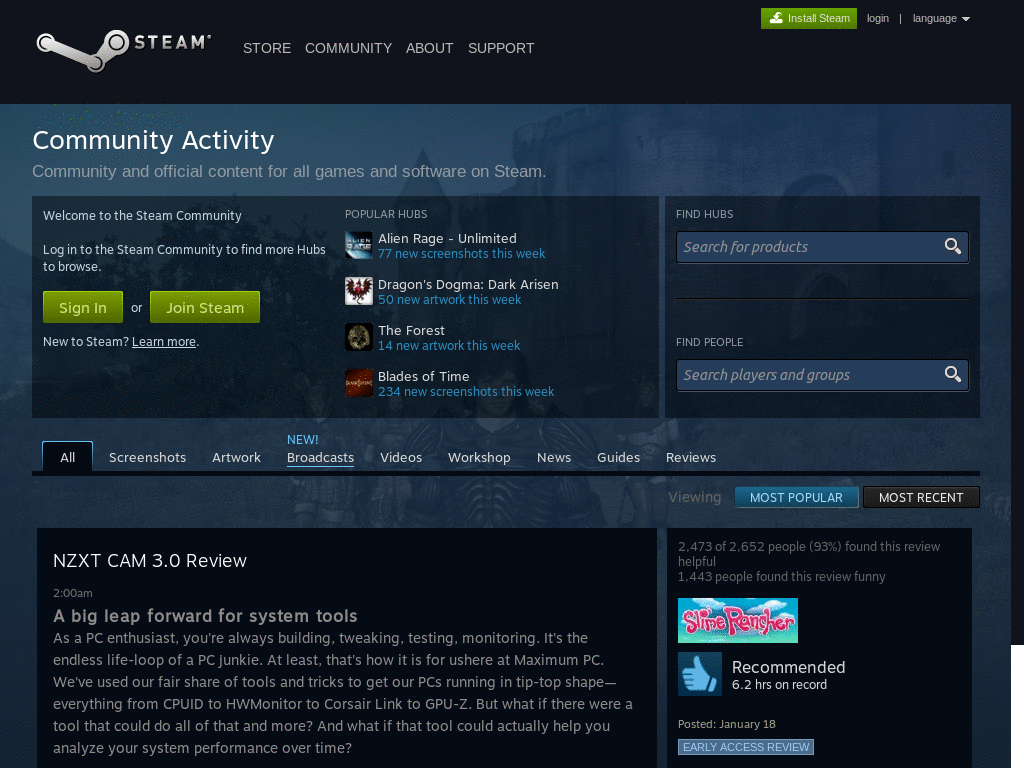 Install Steam
login | language
STEAM
STORE COMMUNITY ABOUT SUPPORT
Community Activity
Community and official content for all games and software on Steam.
Welcome to the Steam Community
Log in to the Steam Community to find more Hubs
to browse.
Sign In or Join Steam
New to Steam? Learn more.
POPULAR HUBS
Alien Rage - Unlimited
77 new screenshots this week
Dragon's Dogma: Dark Arisen
50 new artwork this week
The Forest
14 new artwork this week
Blades of Time
234 new screenshots this week
FIND HUBS
Search for products
FIND PEOPLE
Search players and groups
NEW!
All Screenshots Artwork Broadcasts Videos Workshop News Guides Reviews
Viewing MOST POPULAR MOST RECENT
NZXT CAM 3.0 Review
2:00am
A big leap forward for system tools
As a PC enthusiast, you're always building, tweaking, testing, monitoring. It's the
endless life-loop of a PC junkie. At least, that's how it is for ushere at Maximum PC.
We've used our fair share of tools and tricks to get our PCs running in tip-top shape—
everything from CPUID to HWMonitor to Corsair Link to GPU-Z. But what if there were a
tool that could do all of that and more? And what if that tool could actually help you
analyze your system performance over time?
2,473 of 2,652 people (93%) found this review
helpful
1,443 people found this review funny
Slime Rancher
Recommended
6.2 hrs on record
Posted: January 18
EARLY ACCESS REVIEW